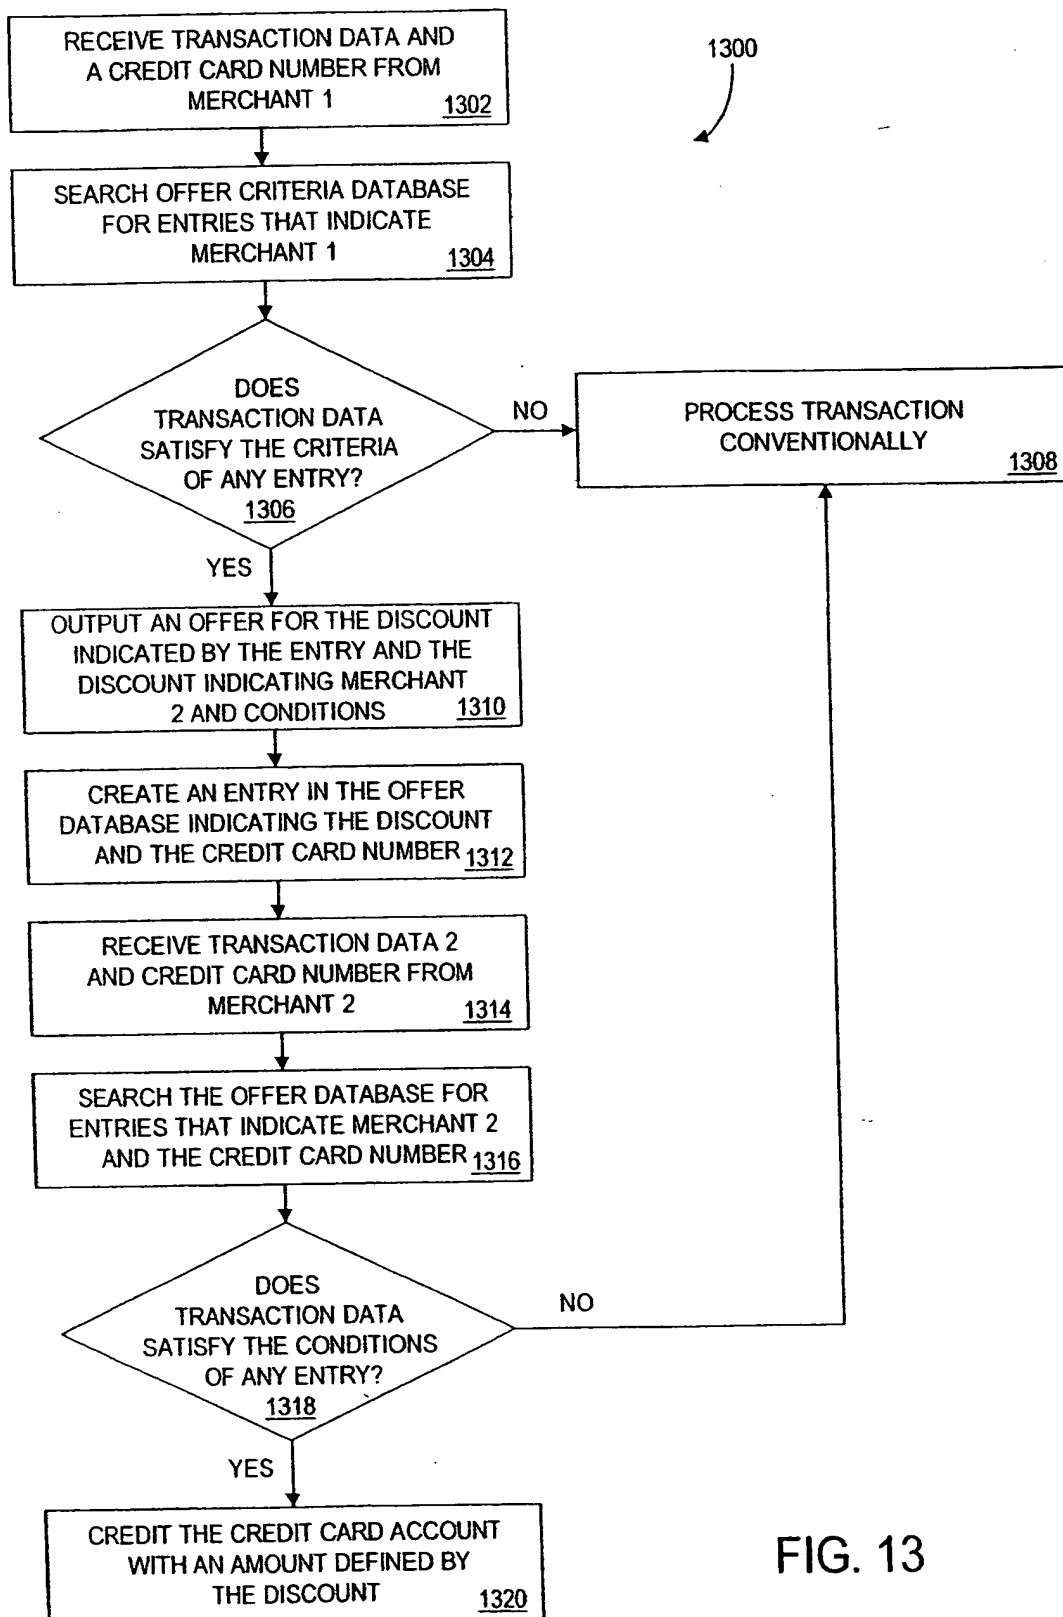 RECEIVE TRANSACTION DATA AND
A CREDIT CARD NUMBER FROM
MERCHANT 1
1302
1300
SEARCH OFFER CRITERIA DATABASE
FOR ENTRIES THAT INDICATE
MERCHANT 1
1304
DOES
TRANSACTION DATA
SATISFY THE CRITERIA
OF ANY ENTRY?
1306
NO
PROCESS TRANSACTION
CONVENTIONALLY
1308
YES
OUTPUT AN OFFER FOR THE DISCOUNT
INDICATED BY THE ENTRY AND THE
DISCOUNT INDICATING MERCHANT
2 AND CONDITIONS
1310
CREATE AN ENTRY IN THE OFFER
DATABASE INDICATING THE DISCOUNT
AND THE CREDIT CARD NUMBER
1312
RECEIVE TRANSACTION DATA 2
AND CREDIT CARD NUMBER FROM
MERCHANT 2
1314
SEARCH THE OFFER DATABASE FOR
ENTRIES THAT INDICATE MERCHANT 2
AND THE CREDIT CARD NUMBER
1316
DOES
TRANSACTION DATA
SATISFY THE CONDITIONS
OF ANY ENTRY?
1318
NO
YES
CREDIT THE CREDIT CARD ACCOUNT
WITH AN AMOUNT DEFINED BY
THE DISCOUNT
1320
FIG. 13